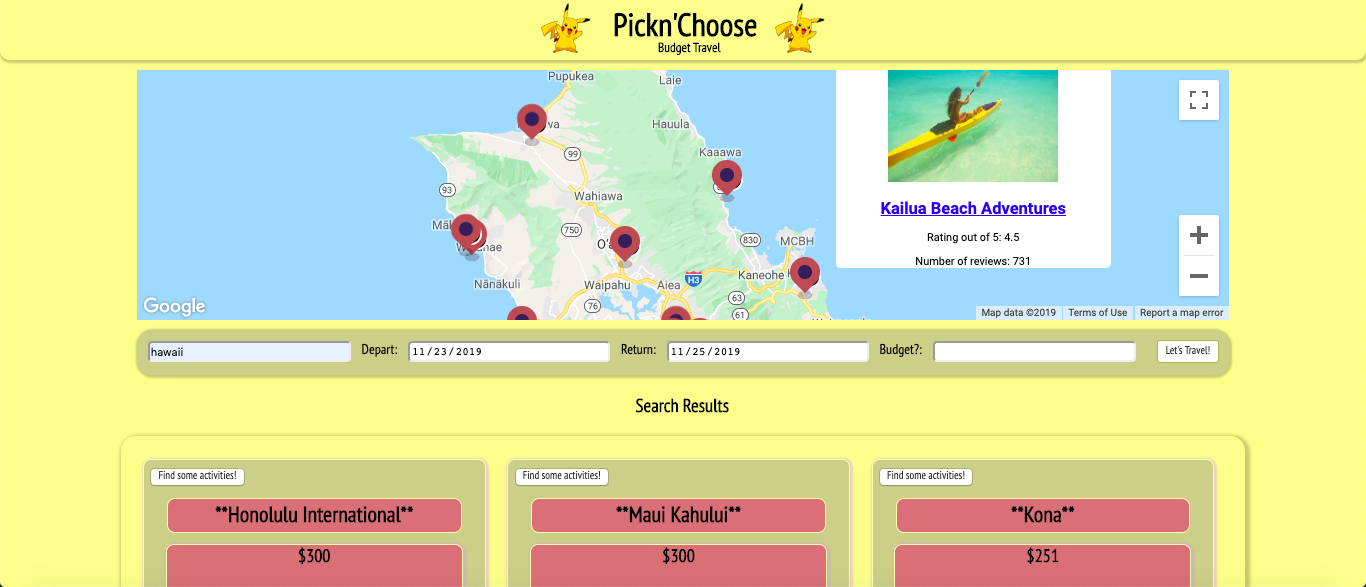 Pickn'Choose
Budget Travel
Pupukea
Laie
Hauula
99
Kaaawa
93
Wahiawa
750
830
MCBH
Kaneohe
H3
Nānākuli
Waipahu
Aiea
63
76
61
Kailua Beach Adventures
Rating out of 5: 4.5
Number of reviews: 731
Google
Map data ©2019
Terms of Use
Report a map error
hawaii
Depart:
11/23/2019
Return:
11/25/2019
Budget?:
Let's Travel!
Search Results
Find some activities!
Find some activities!
Find some activities!
**Honolulu International**
**Maui Kahului**
**Kona**
$300
$300
$251